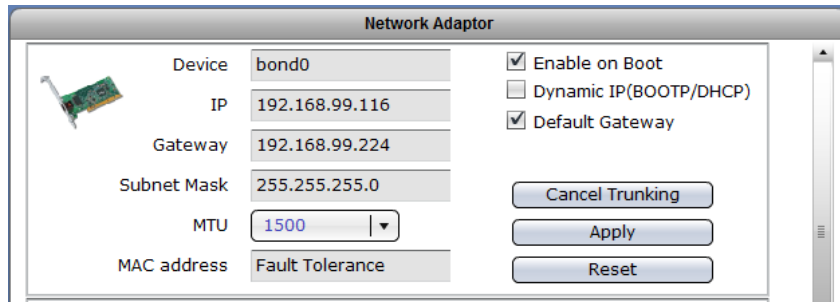 Network Adaptor
Device bond0
Enable on Boot
Dynamic IP(BOOTP/DHCP)
IP 192.168.99.116
Default Gateway
Gateway 192.168.99.224
Subnet Mask 255.255.255.0
Cancel Trunking
MTU 1500
Apply
MAC address Fault Tolerance
Reset